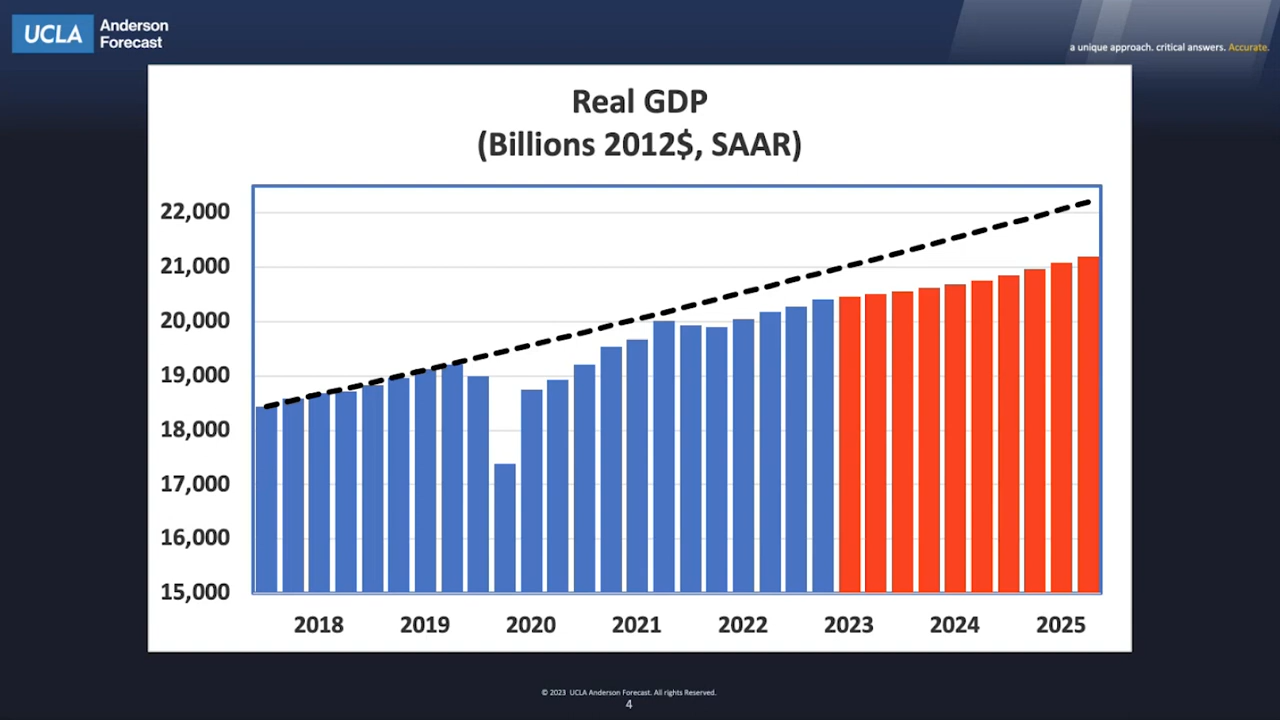 UCLA
Anderson
Forecast
a unique approach. critical answers. Accurate.
Real GDP
(Billions 2012$, SAAR)
22,000
21,000
20,000
19,000
18,000
17,000
16,000
15,000
2018 2019 2020 2021 2022 2023 2024 2025
© 2023 UCLA Anderson Forecast. All rights Reserved.
4